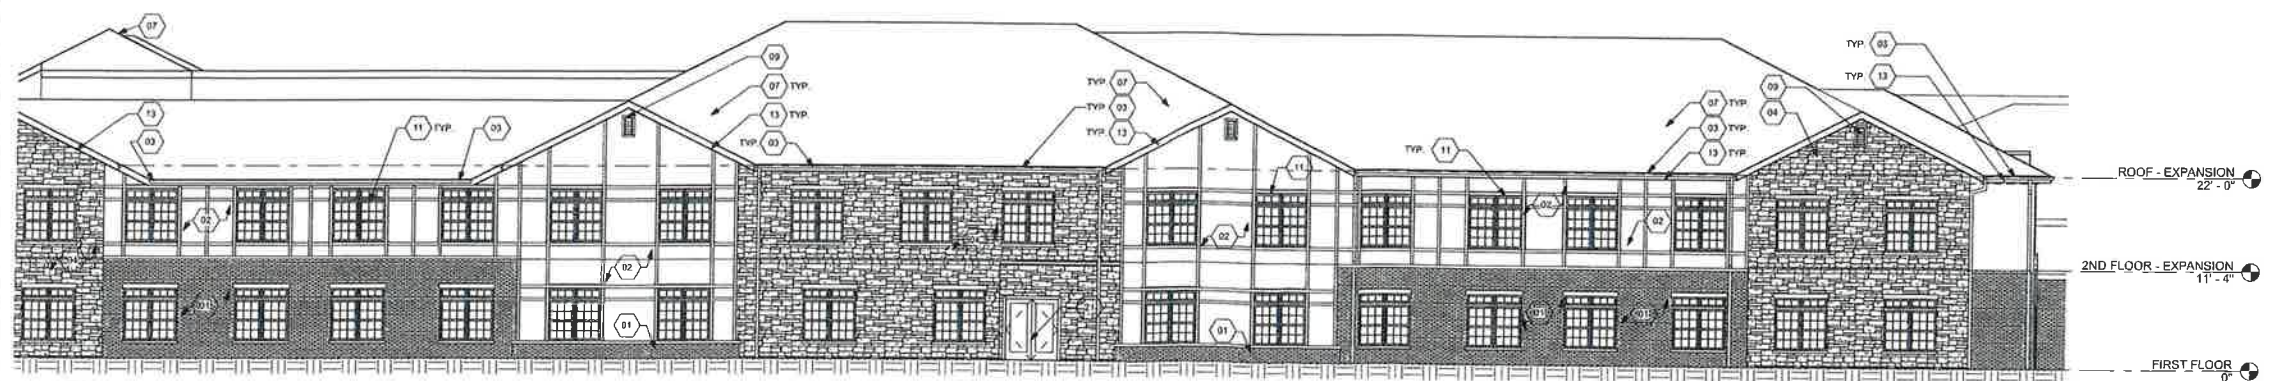 07
09
TYP. 03
07 TYP.
TYP. 07
TYP. 13
09
TYP. 03
07 TYP.
13
13 TYP.
04
11 TYP.
03
TYP. 13
03 TYP.
03
TYP. 03
TYP. 11
13 TYP.
11
ROOF - EXPANSION
22' - 0"
02
02
02
02
02
2ND FLOOR - EXPANSION
11' - 4"
01
01
01
01
01
FIRST FLOOR
0"